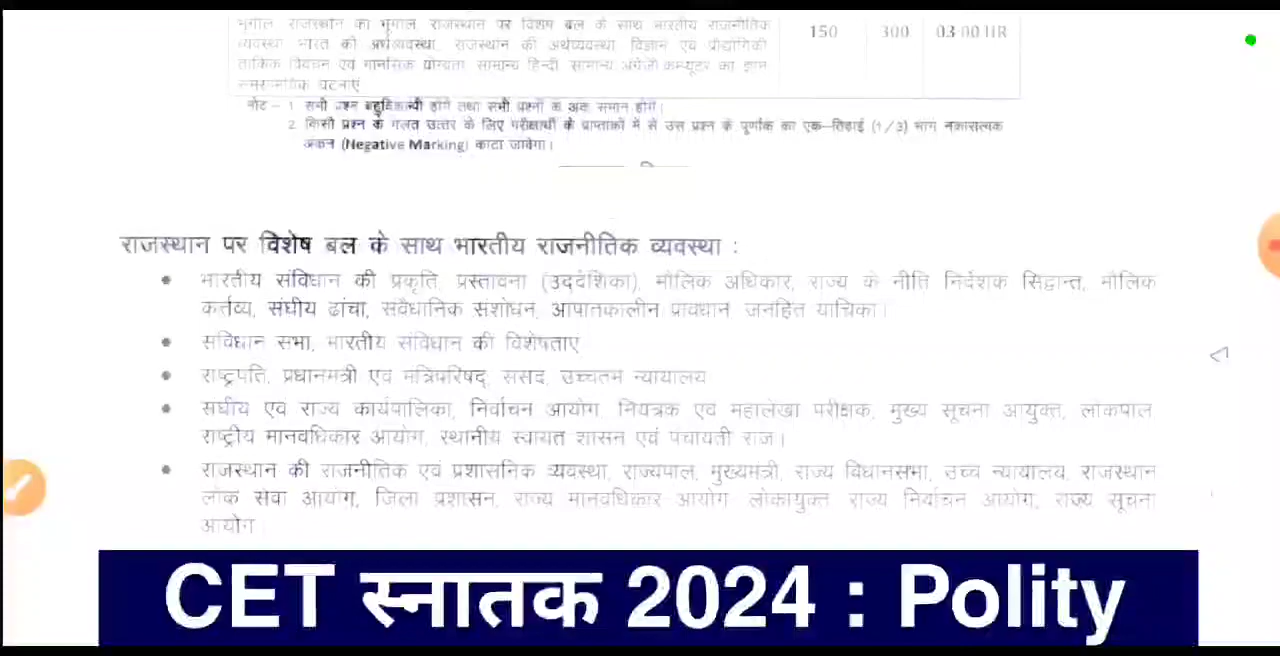 भूगोल, राजस्थान का भूगोल, राजस्थान पर विशेष बल के साथ भारतीय राजनीतिक
व्यवस्था भारत की अर्थव्यवस्था, राजस्थान की अर्थव्यवस्था विज्ञान एवं प्रौद्योगिकी
150 300 03:00 HR
तार्किक विवेचन एवं मानसिक योग्यता सामान्य हिन्दी सामान्य अंग्रेजी कम्प्यूटर का ज्ञान
समसामयिक घटनाएं
नोट – 1. सभी प्रश्न बहुविकल्पी होंगे तथा सभी प्रश्नों के अंक समान होंगे।
2. किसी प्रश्न के गलत उत्तर के लिए परीक्षार्थी के प्राप्तांकों में से उस प्रश्न के पूर्णांक का एक–तिहाई (1/3) भाग नकारात्मक
अंकन (Negative Marking) काटा जावेगा।
राजस्थान पर विशेष बल के साथ भारतीय राजनीतिक व्यवस्था :
• भारतीय संविधान की प्रकृति, प्रस्तावना (उद्देशिका), मौलिक अधिकार, राज्य के नीति निर्देशक सिद्वान्त, मौलिक
कर्तव्य, संघीय ढांचा, संवैधानिक संशोधन, आपातकालीन प्रावधान जनहित याचिका।
• संविधान सभा, भारतीय संविधान की विशेषताएं
• राष्ट्रपति, प्रधानमंत्री एवं मंत्रिपरिषद्, संसद, उच्चतम न्यायालय
• संघीय एवं राज्य कार्यपालिका, निर्वाचन आयोग, नियंत्रक एवं महालेखा परीक्षक, मुख्य सूचना आयुक्त, लोकपाल
राष्ट्रीय मानवधिकार आयोग, स्थानीय स्वायत शासन एवं पंचायती राज।
• राजस्थान की राजनीतिक एवं प्रशासनिक व्यवस्था, राज्यपाल, मुख्यमंत्री, राज्य विधानसभा, उच्च न्यायालय, राजस्थान
लोक सेवा आयोग, जिला प्रशासन, राज्य मानवधिकार आयोग लोकायुक्त राज्य निर्वाचन आयोग, राज्य सूचना
आयोग
CET स्नातक 2024 : Polity